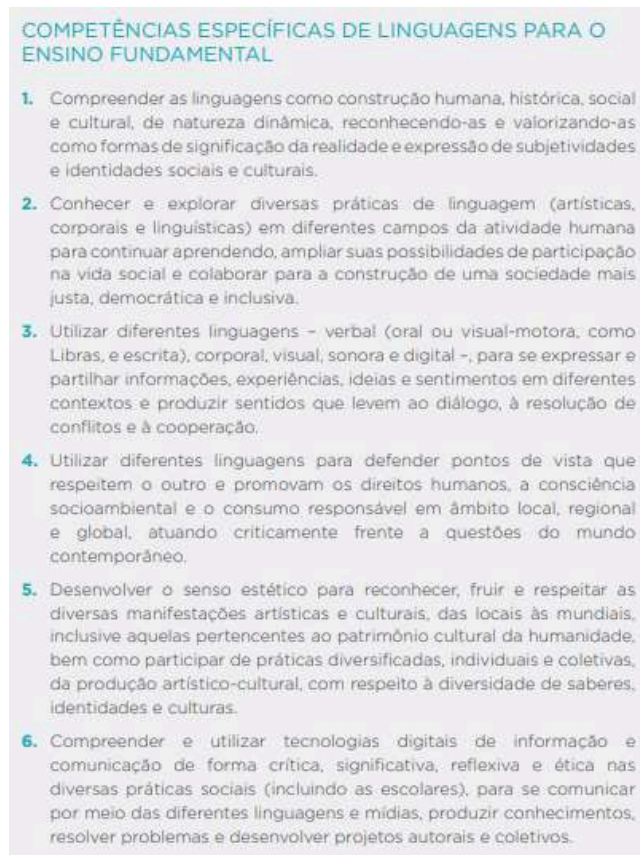 COMPETÊNCIAS ESPECÍFICAS DE LINGUAGENS PARA O
ENSINO FUNDAMENTAL
1. Compreender as linguagens como construção humana, histórica, social
e cultural, de natureza dinâmica, reconhecendo-as e valorizando-as
como formas de significação da realidade e expressão de subjetividades
e identidades sociais e culturais.
2. Conhecer e explorar diversas práticas de linguagem (artísticas,
corporais e linguísticas) em diferentes campos da atividade humana
para continuar aprendendo, ampliar suas possibilidades de participação
na vida social e colaborar para a construção de uma sociedade mais
justa, democrática e inclusiva.
3. Utilizar diferentes linguagens – verbal (oral ou visual-motora, como
Libras, e escrita), corporal, visual, sonora e digital –, para se expressar e
partilhar informações, experiências, ideias e sentimentos em diferentes
contextos e produzir sentidos que levem ao diálogo, à resolução de
conflitos e à cooperação.
4. Utilizar diferentes linguagens para defender pontos de vista que
respeitem o outro e promovam os direitos humanos, a consciência
socioambiental e o consumo responsável em âmbito local, regional
e global, atuando criticamente frente a questões do mundo
contemporâneo.
5. Desenvolver o senso estético para reconhecer, fruir e respeitar as
diversas manifestações artísticas e culturais, das locais às mundiais,
inclusive aquelas pertencentes ao patrimônio cultural da humanidade,
bem como participar de práticas diversificadas, individuais e coletivas,
da produção artístico-cultural, com respeito à diversidade de saberes,
identidades e culturas.
6. Compreender e utilizar tecnologias digitais de informação e
comunicação de forma crítica, significativa, reflexiva e ética nas
diversas práticas sociais (incluindo as escolares), para se comunicar
por meio das diferentes linguagens e mídias, produzir conhecimentos,
resolver problemas e desenvolver projetos autorais e coletivos.